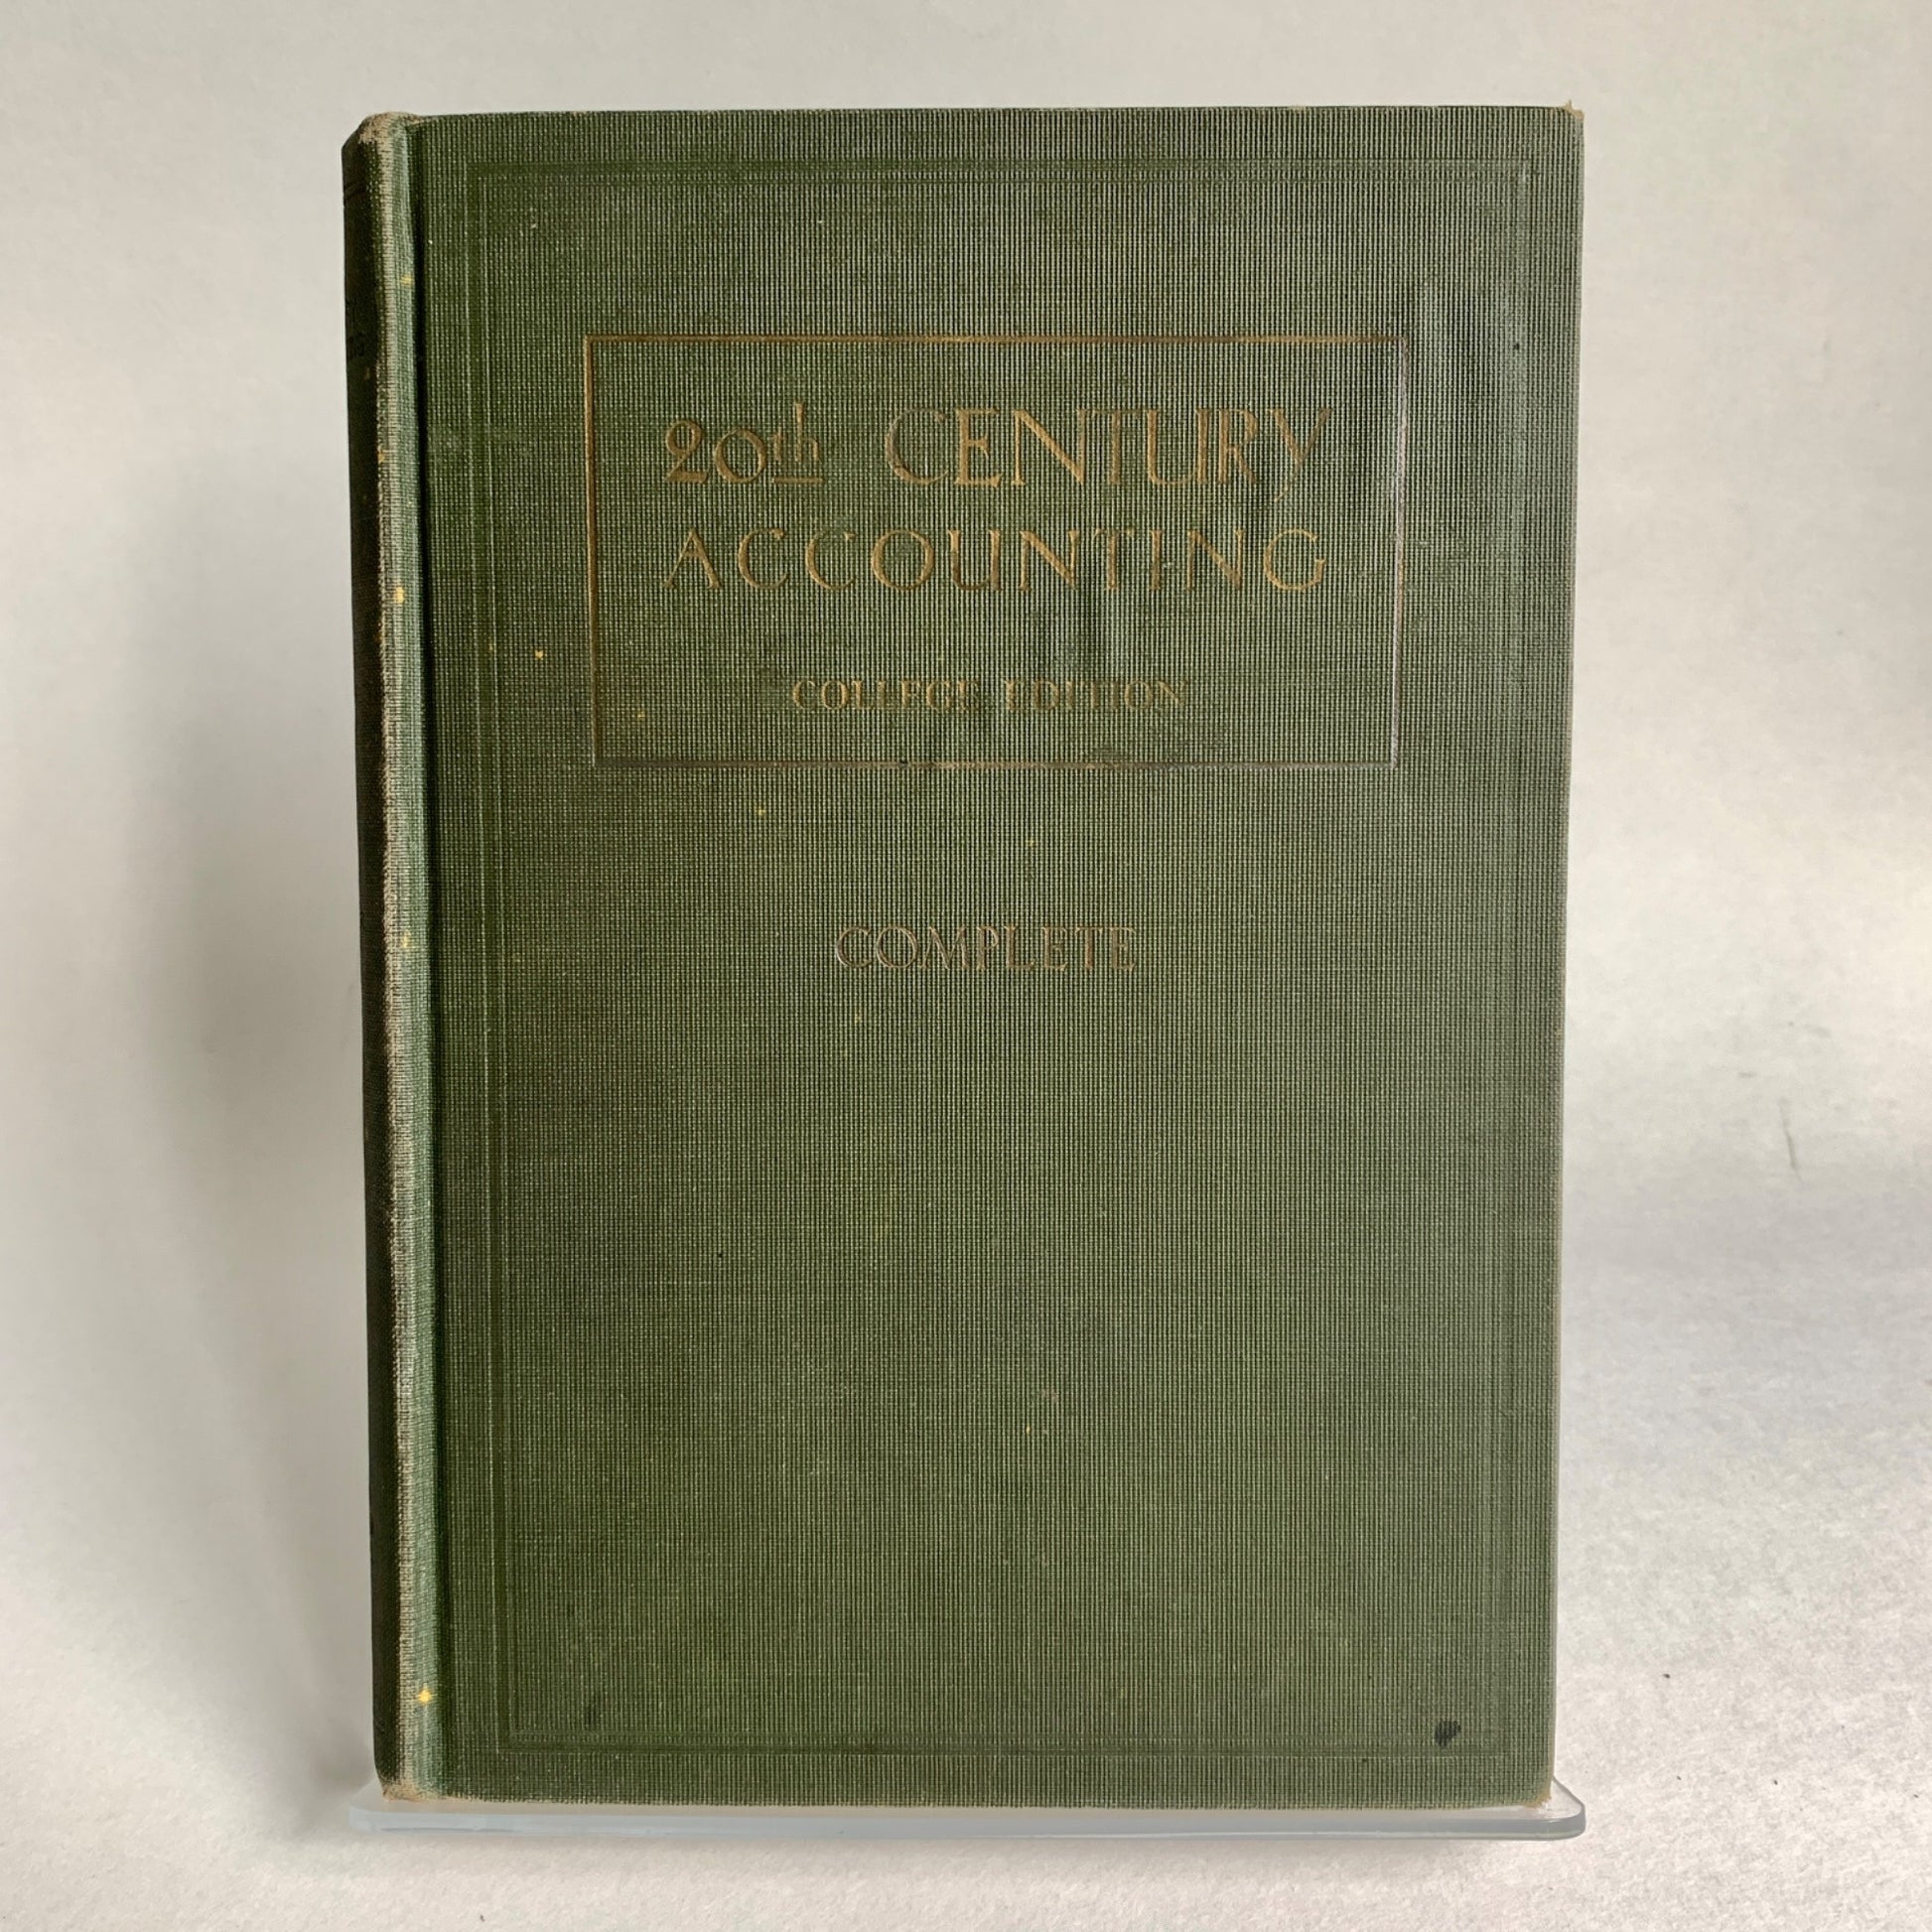 20th CENTURY
ACCOUNTING
COLLEGE EDITION
COMPLETE